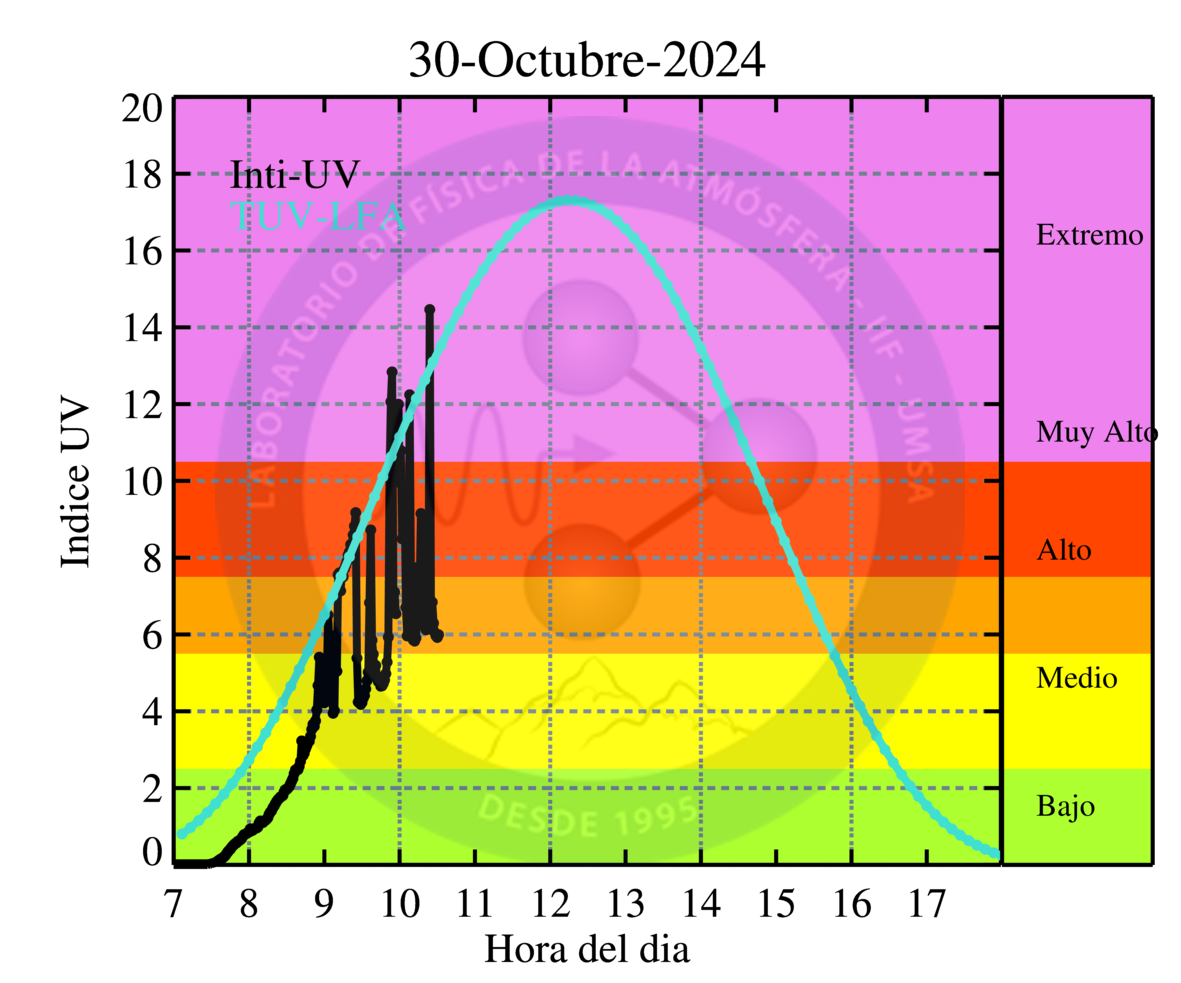 30-Octubre-2024
20
18
16
14
12
10
8
6
4
2
0
Indice UV
Inti-UV
TUV-LFA
LABORATORIO DE FÍSICA DE LA ATMÓSFERA - IIF - UMSA
DESDE 1995
Extremo
Muy Alto
Alto
Medio
Bajo
7 8 9 10 11 12 13 14 15 16 17
Hora del dia